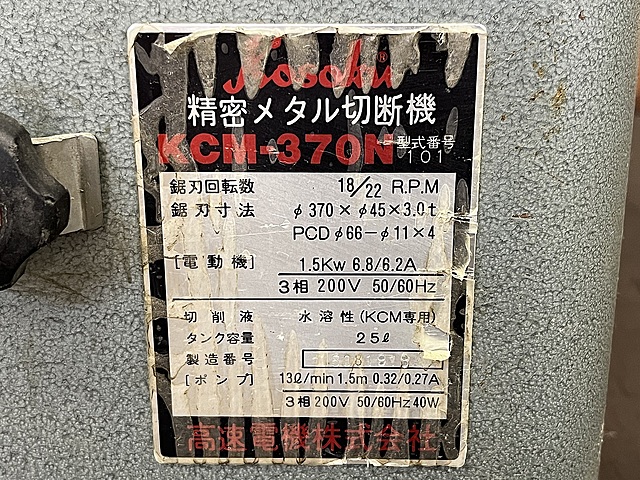 Kosoku®
精密メタル切断機
KCM-370N 型式番号 101
鋸刃回転数 18/22 R.P.M
鋸刃寸法 φ370×φ45×3.0t
PCDφ66-φ11×4
[電動機] 1.5Kw 6.8/6.2A
3相 200V 50/60Hz
切削液 水溶性(KCM専用)
タンク容量 25ℓ
製造番号
[ポンプ] 13ℓ/min 1.5m 0.32/0.27A
3相 200V 50/60Hz 40W
高速電機株式会社